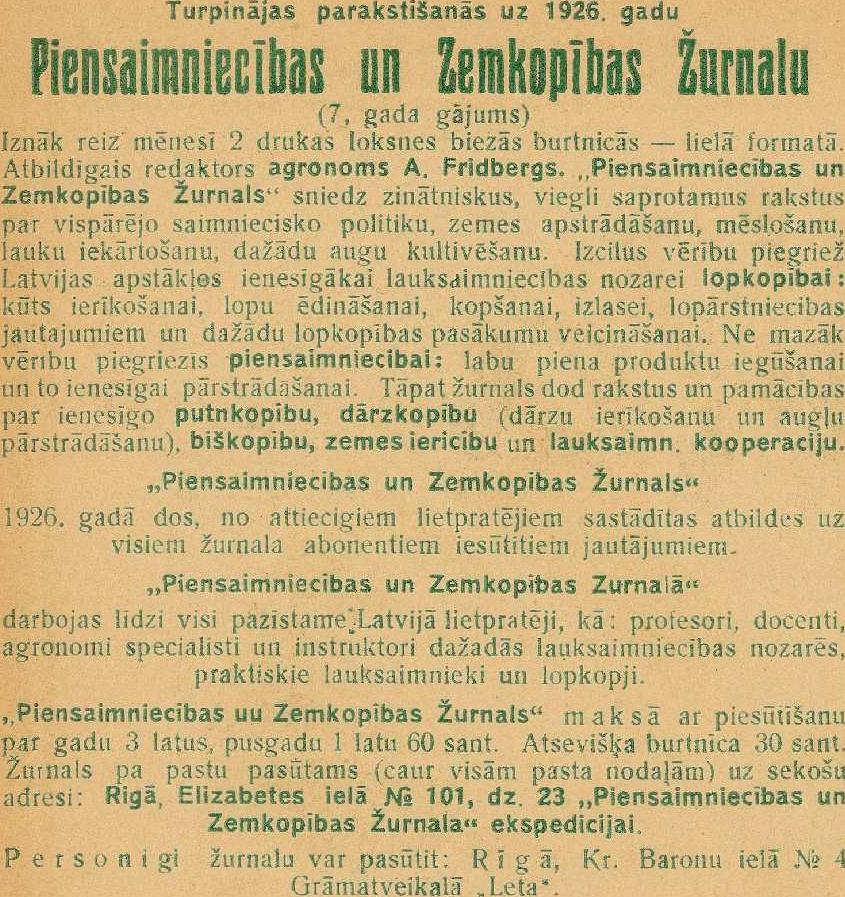 Turpinājas parakstīšanās uz 1926. gadu
Piensaimniecības un Zemkopības Žurnalu
(7. gada gājums)
Iznāk reiz mēnesī 2 drukas loksnes biezās burtnicās — lielā formatā.
Atbildīgais redaktors agronoms A. Fridbergs. „Piensaimniecības un
Zemkopības Žurnals“ sniedz zinātniskus, viegli saprotamus rakstus
par vispārējo saimniecisko politiku, zemes apstrādāšanu, mēslošanu,
lauku iekārtošanu, dažādu augu kultivēšanu. Izcilus vērību piegriež
Latvijas apstākļos ienesīgākai lauksaimniecības nozarei lopkopībai:
kūts ierīkošanai, lopu ēdināšanai, kopšanai, izlasei, lopārstniecības
jautajumiem un dažādu lopkopības pasākumu veicināšanai. Ne mazāk
vērību piegriezīs piensaimniecībai: labu piena produktu iegūšanai
un to ienesīgai pārstrādāšanai. Tāpat žurnals dod rakstus un pamācības
par ienesīgo putnkopību, dārzkopību (dārzu ierīkošanu un augļu
pārstrādāšanu), biškopību, zemes iericību un lauksaimn. kooperaciju.
„Piensaimniecības un Zemkopības Žurnals“
1926. gadā dos, no attiecīgiem lietpratējiem sastādītas atbildes uz
visiem žurnala abonentiem iesūtītiem jautājumiem.
„Piensaimniecības un Zemkopības Zurnalā“
darbojas līdzi visi pazīstame Latvijā lietpratēji, kā: profesori, docenti,
agronomi specialisti un instruktori dažadās lauksaimniecības nozarēs,
praktiskie lauksaimnieki un lopkopji.
„Piensaimniecības uu Zemkopības Žurnals“ maksā ar piesūtīšanu
par gadu 3 latus, pusgadu 1 latu 60 sant. Atsevišķa burtnīca 30 sant.
Žurnals pa pastu pasūtams (caur visām pasta nodaļām) uz sekošu
adresi: Rigā, Elizabetes ielā № 101, dz. 23 „Piensaimniecības un
Zemkopības Žurnala“ ekspedicijai.
Personīgi žurnalu var pasūtit: Rīgā, Kr. Baronu ielā № 4
Grāmatveikalā „Leta“.